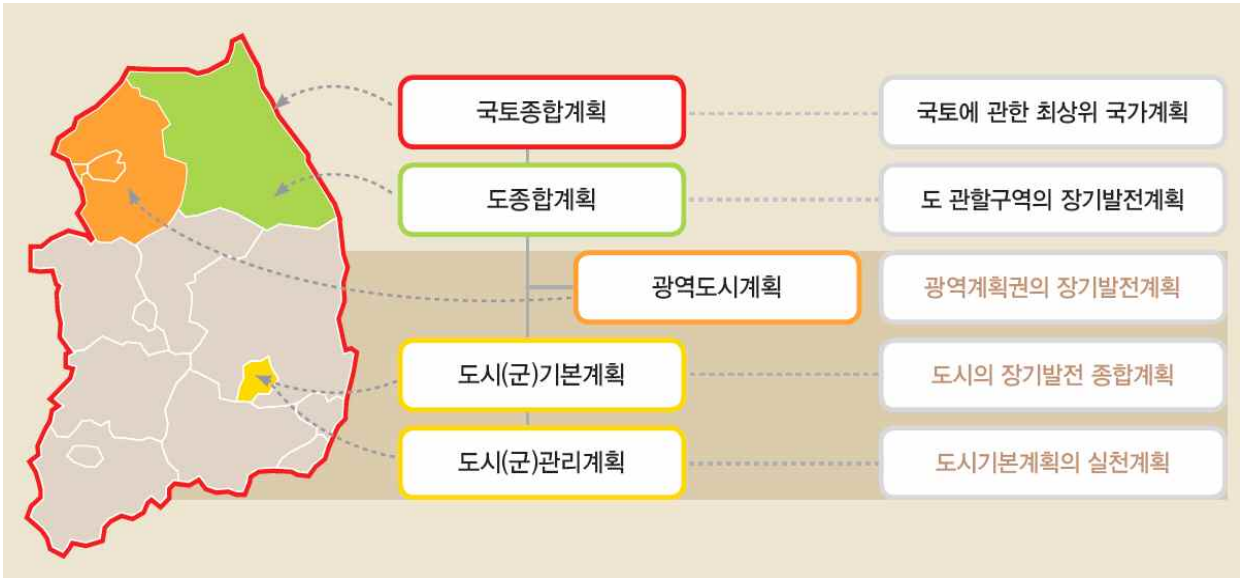 국토종합계획
국토에 관한 최상위 국가계획
도종합계획
도 관할구역의 장기발전계획
광역도시계획
광역계획권의 장기발전계획
도시(군)기본계획
도시의 장기발전 종합계획
도시(군)관리계획
도시기본계획의 실천계획